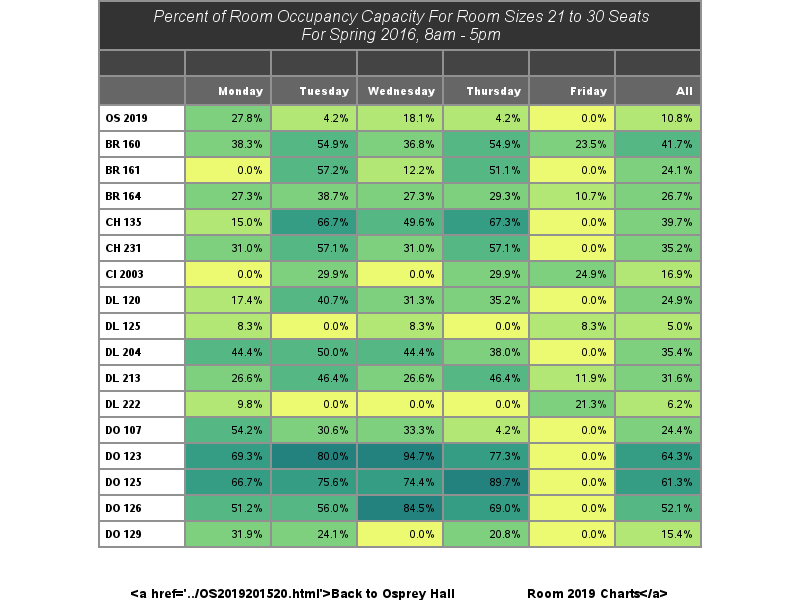 Percent of Room Occupancy Capacity For Room Sizes 21 to 30 Seats
For Spring 2016, 8am - 5pm
Monday Tuesday Wednesday Thursday Friday All
OS 2019 27.8% 4.2% 18.1% 4.2% 0.0% 10.8%
BR 160 38.3% 54.9% 36.8% 54.9% 23.5% 41.7%
BR 161 0.0% 57.2% 12.2% 51.1% 0.0% 24.1%
BR 164 27.3% 38.7% 27.3% 29.3% 10.7% 26.7%
CH 135 15.0% 66.7% 49.6% 67.3% 0.0% 39.7%
CH 231 31.0% 57.1% 31.0% 57.1% 0.0% 35.2%
CI 2003 0.0% 29.9% 0.0% 29.9% 24.9% 16.9%
DL 120 17.4% 40.7% 31.3% 35.2% 0.0% 24.9%
DL 125 8.3% 0.0% 8.3% 0.0% 8.3% 5.0%
DL 204 44.4% 50.0% 44.4% 38.0% 0.0% 35.4%
DL 213 26.6% 46.4% 26.6% 46.4% 11.9% 31.6%
DL 222 9.8% 0.0% 0.0% 0.0% 21.3% 6.2%
DO 107 54.2% 30.6% 33.3% 4.2% 0.0% 24.4%
DO 123 69.3% 80.0% 94.7% 77.3% 0.0% 64.3%
DO 125 66.7% 75.6% 74.4% 89.7% 0.0% 61.3%
DO 126 51.2% 56.0% 84.5% 69.0% 0.0% 52.1%
DO 129 31.9% 24.1% 0.0% 20.8% 0.0% 15.4%
<a href='../OS2019201520.html'>Back to Osprey Hall Room 2019 Charts</a>